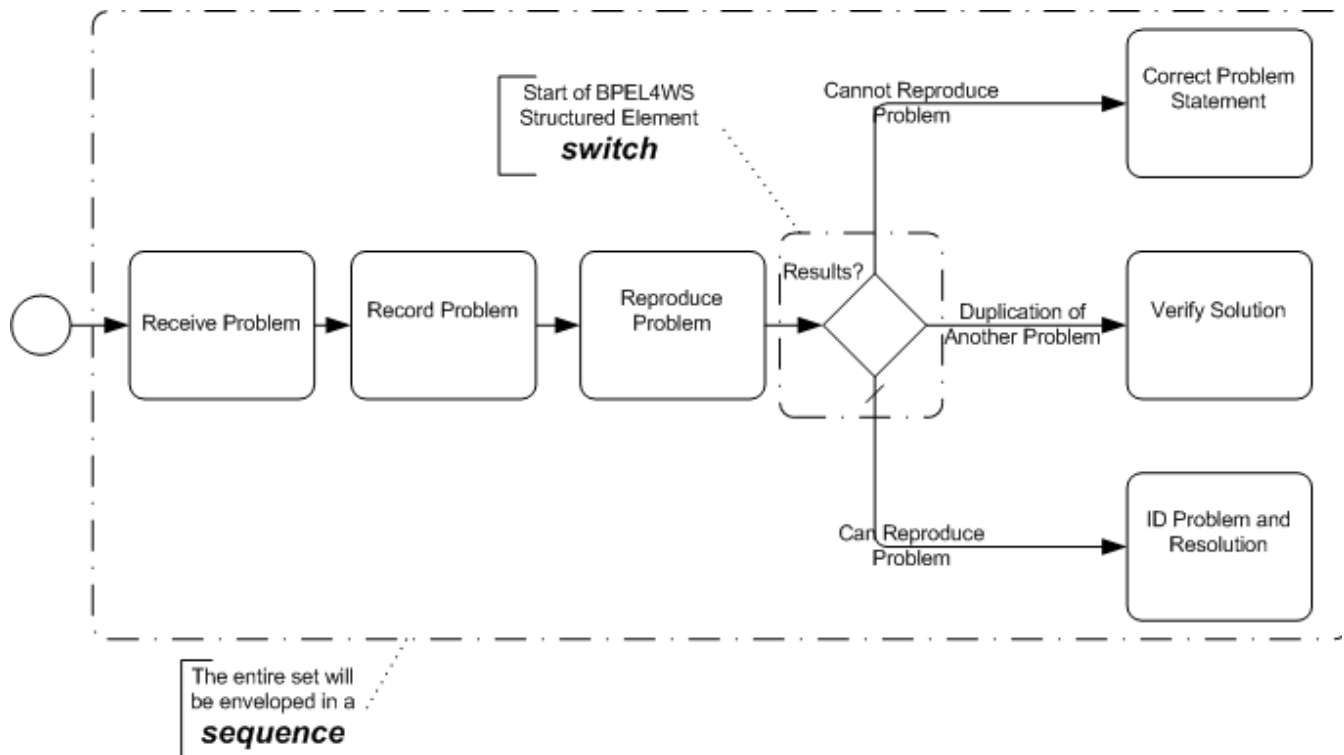 Start of BPEL4WS
Structured Element
switch
Cannot Reproduce
Problem
Correct Problem
Statement
Receive Problem
Record Problem
Reproduce
Problem
Results?
Duplication of
Another Problem
Verify Solution
Can Reproduce
Problem
ID Problem and
Resolution
The entire set will
be enveloped in a
sequence